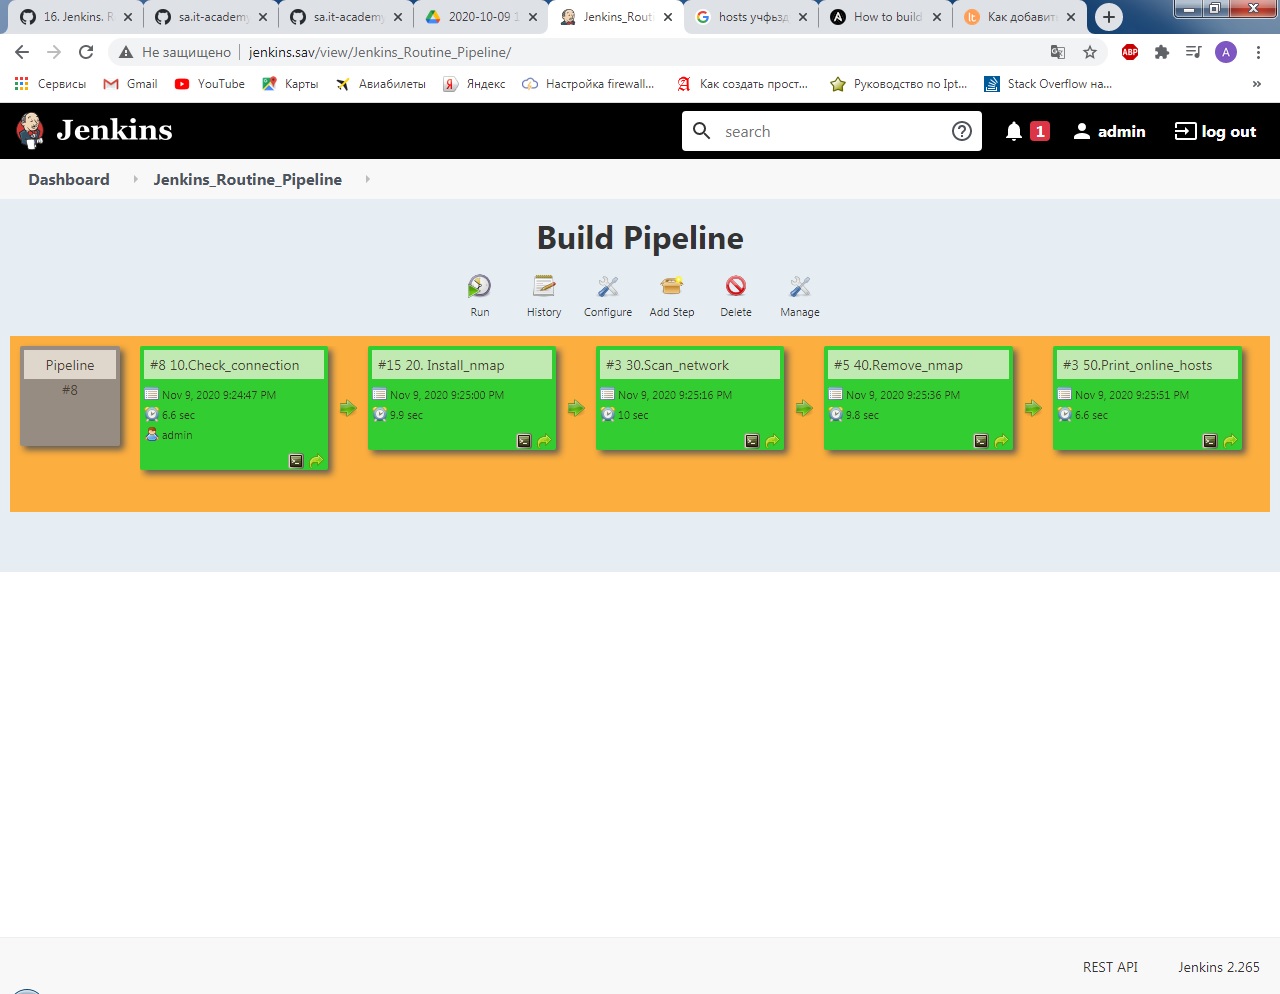 16. Jenkins. R
sa.it-academy
sa.it-academy
2020-10-09 1
Jenkins_Rout
hosts учфьзд
How to build
Как добавит
Не защищено
jenkins.sav/view/Jenkins_Routine_Pipeline/
ABP
A
Сервисы
Gmail
YouTube
Карты
Авиабилеты
Яндекс
Настройка firewall...
Как создать прост...
Руководство по Ipt...
Stack Overflow на...
»
Jenkins
search
1
admin
log out
Dashboard
Jenkins_Routine_Pipeline
Build Pipeline
Run
History
Configure
Add Step
Delete
Manage
Pipeline
#8
#8 10.Check_connection
Nov 9, 2020 9:24:47 PM
6.6 sec
admin
#15 20. Install_nmap
Nov 9, 2020 9:25:00 PM
9.9 sec
#3 30.Scan_network
Nov 9, 2020 9:25:16 PM
10 sec
#5 40.Remove_nmap
Nov 9, 2020 9:25:36 PM
9.8 sec
#3 50.Print_online_hosts
Nov 9, 2020 9:25:51 PM
6.6 sec
REST API
Jenkins 2.265